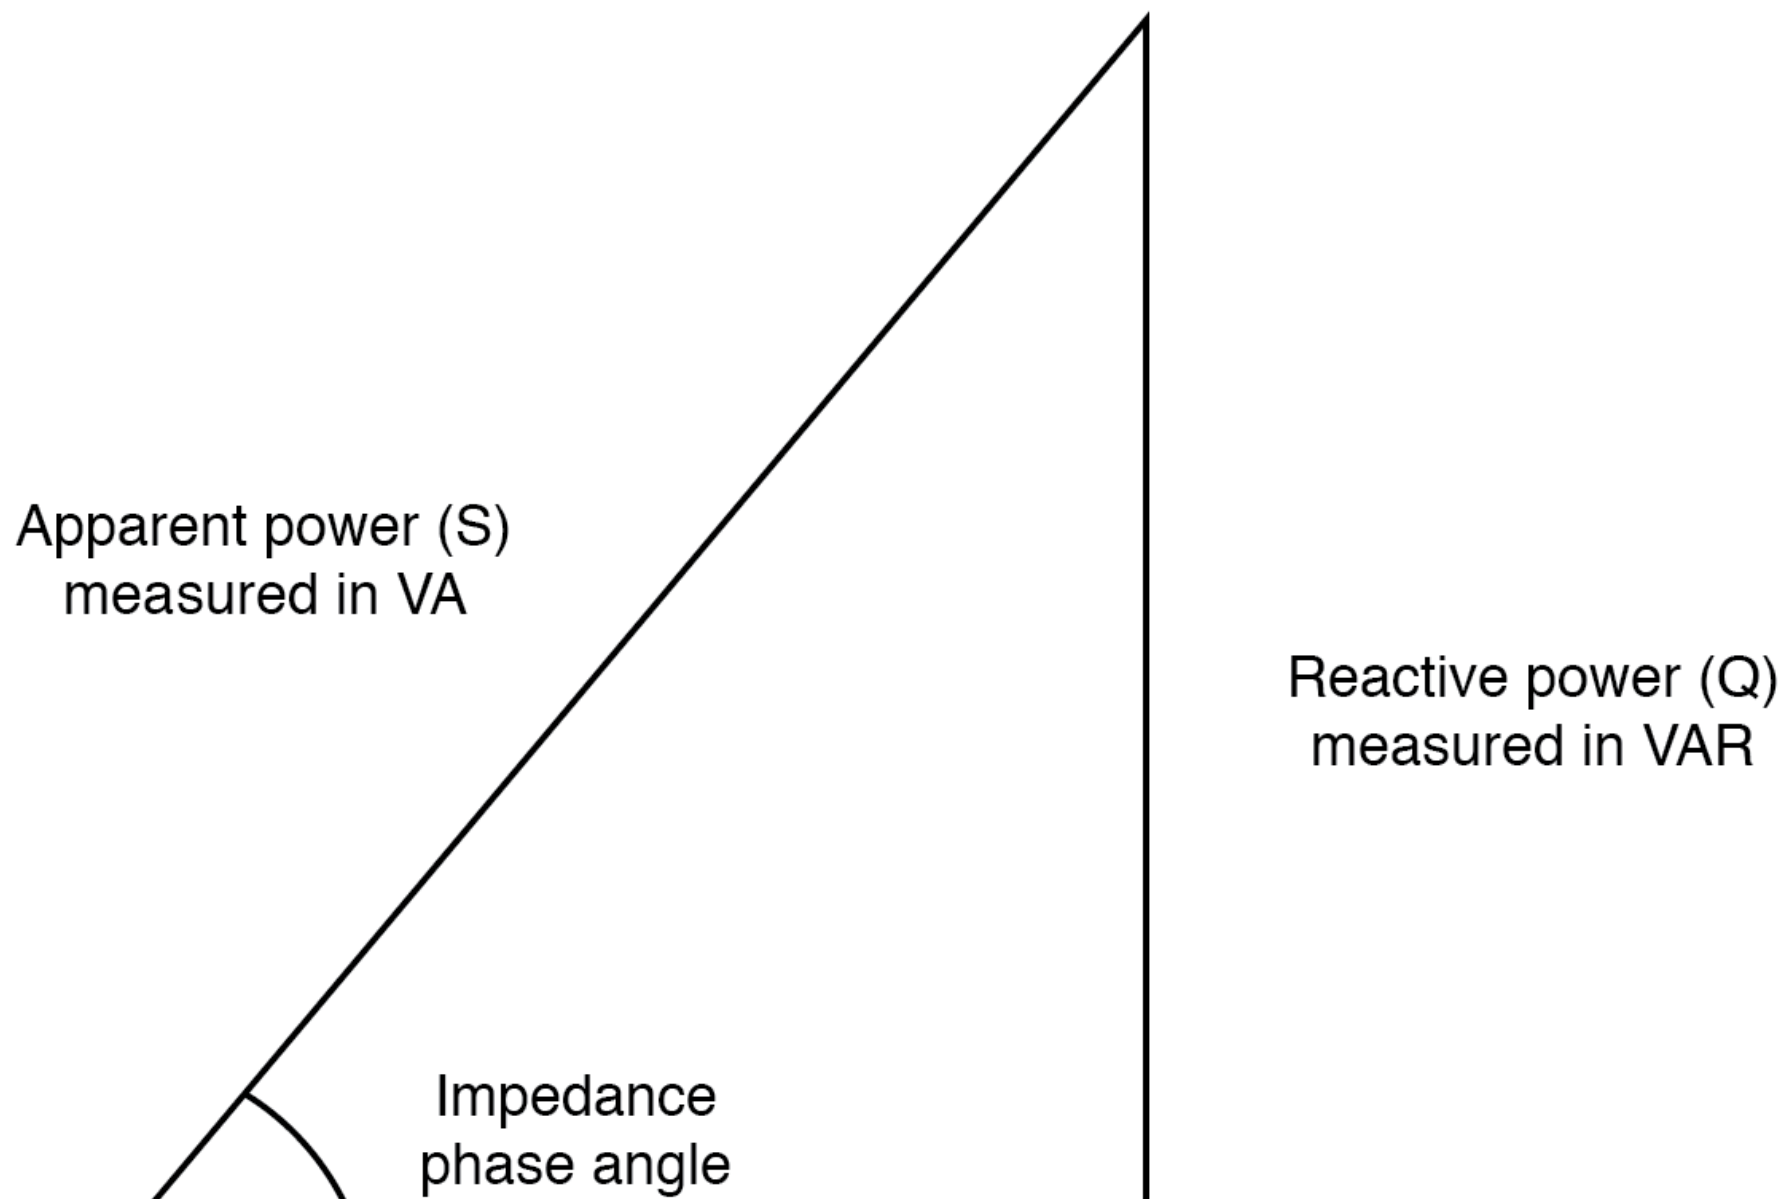 Apparent power (S)
measured in VA
Reactive power (Q)
measured in VAR
Impedance
phase angle